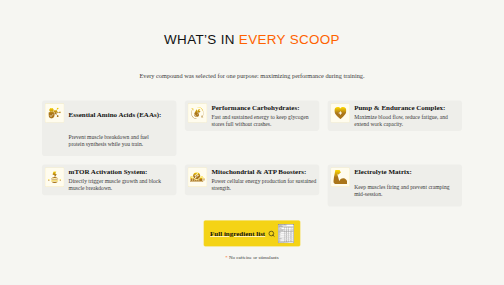 WHAT'S IN EVERY SCOOP
Every compound was selected for one purpose: maximizing performance during training.
Essential Amino Acids (EAAs):
Prevent muscle breakdown and fuel
protein synthesis while you train.
Performance Carbohydrates:
Fast and sustained energy to keep glycogen
stores full without crashes.
Pump & Endurance Complex:
Maximize blood flow, reduce fatigue, and
extend work capacity.
mTOR Activation System:
Directly trigger muscle growth and block
muscle breakdown.
Mitochondrial & ATP Boosters:
Power cellular energy production for sustained
strength.
Electrolyte Matrix:
Keep muscles firing and prevent cramping
mid-session.
Full ingredient list
* No caffeine or stimulants